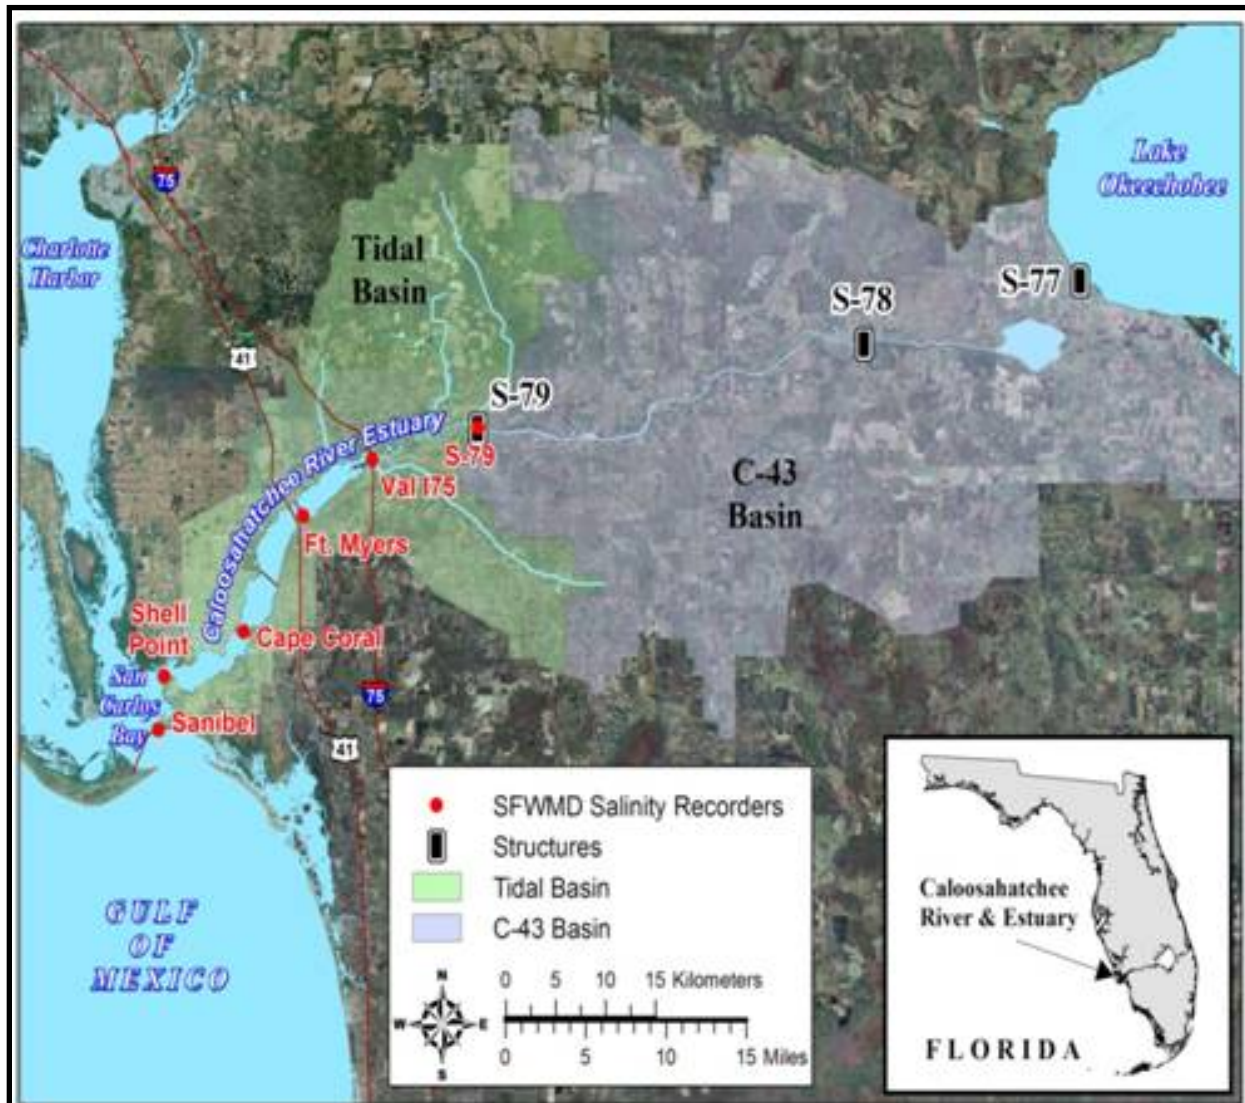 Lake
Okeechobee
75
Charlotte
Harbor
Tidal
Basin
S-77
S-78
41
S-79
S-79
Caloosahatchee River Estuary
Val I75
C-43
Basin
Ft. Myers
Shell
Point
Cape Coral
San
Carlos
Bay
Sanibel
75
41
GULF
OF
MEXICO
SFWMD Salinity Recorders
Structures
Tidal Basin
C-43 Basin
N
W E
S
0 5 10 15 Kilometers
0 5 10 15 Miles
Caloosahatchee
River & Estuary
FLORIDA